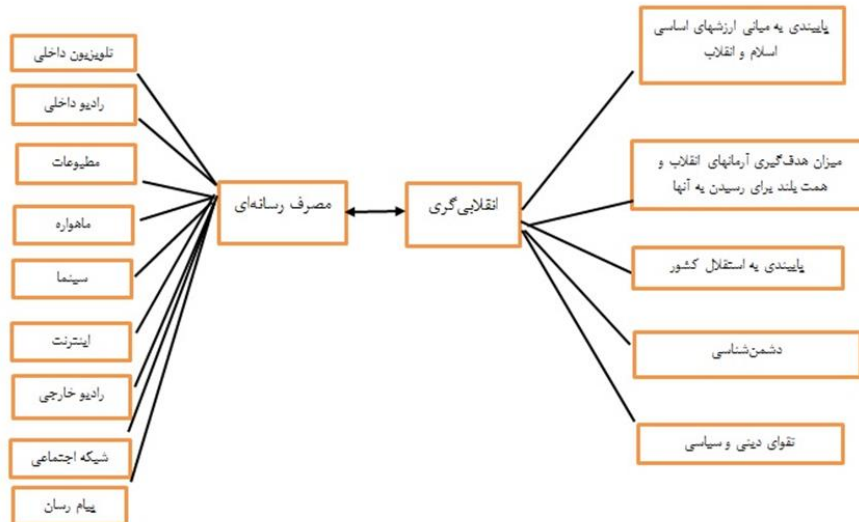 پایبندی به مبانی ارزشهای اساسی
اسلام و انقلاب
میزان هدف‌گیری آرمانهای انقلاب و
همت بلند برای رسیدن به آنها
پایبندی به استقلال کشور
دشمن‌شناسی
تقوای دینی و سیاسی
انقلابی‌گری
مصرف رسانه‌ای
تلویزیون داخلی
رادیو داخلی
مطبوعات
ماهواره
سینما
اینترنت
رادیو خارجی
شبکه اجتماعی
پیام رسان